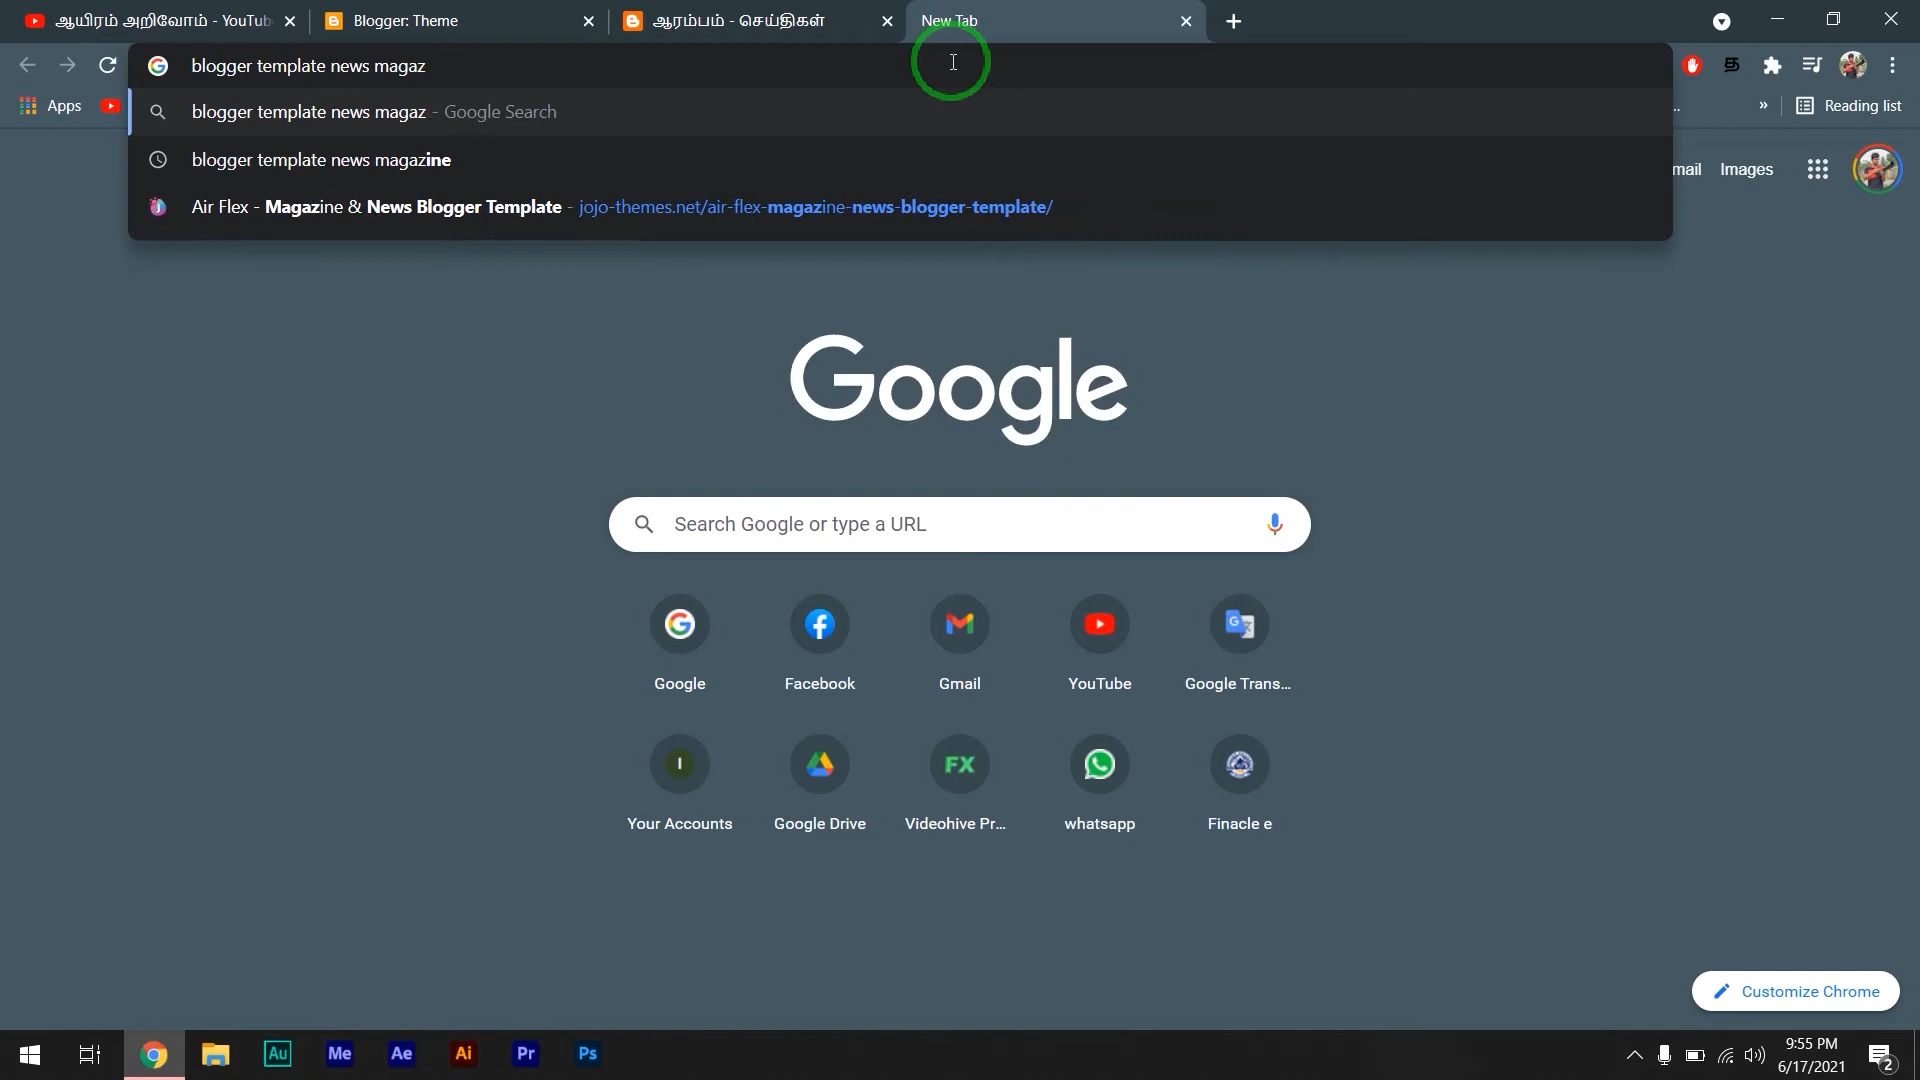 ஆயிரம் அறிவோம் - YouTub
Blogger: Theme
ஆரம்பம் - செய்திகள்
New Tab
blogger template news magaz
Apps
Reading list
blogger template news magaz - Google Search
blogger template news magazine
Air Flex - Magazine & News Blogger Template - jojo-themes.net/air-flex-magazine-news-blogger-template/
mail Images
Google
Search Google or type a URL
Google
Facebook
Gmail
YouTube
Google Trans...
FX
Your Accounts
Google Drive
Videohive Pr...
whatsapp
Finacle e
Customize Chrome
Au Me Ae Ai Pr Ps
9:55 PM
6/17/2021
2